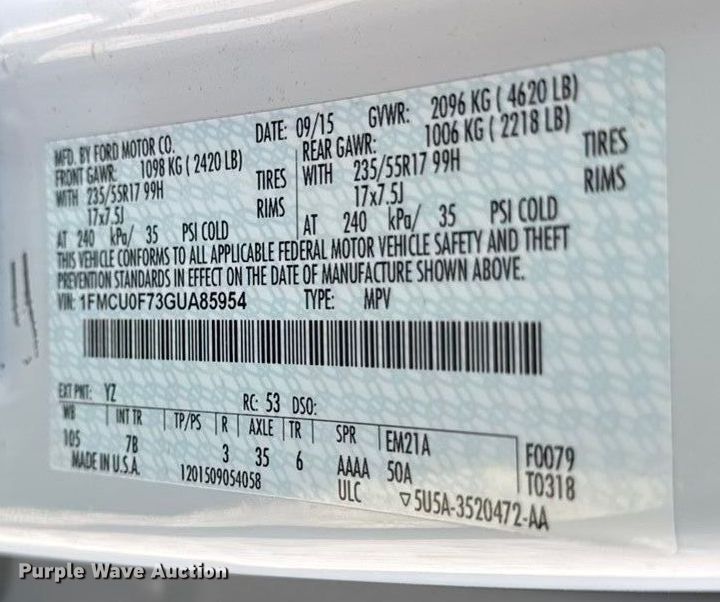 MFD. BY FORD MOTOR CO.
DATE: 09/15 GVWR: 2096 KG ( 4620 LB)
FRONT GAWR: 1098 KG ( 2420 LB)
WITH 235/55R17 99H TIRES
17x7.5J RIMS
AT 240 kPa/ 35 PSI COLD
REAR GAWR: 1006 KG ( 2218 LB)
WITH 235/55R17 99H TIRES
17x7.5J RIMS
AT 240 kPa/ 35 PSI COLD
THIS VEHICLE CONFORMS TO ALL APPLICABLE FEDERAL MOTOR VEHICLE SAFETY AND THEFT
PREVENTION STANDARDS IN EFFECT ON THE DATE OF MANUFACTURE SHOWN ABOVE.
VIN: 1FMCU0F73GUA85954 TYPE: MPV
EXT PNT: YZ RC: 53 DSO:
WB INT TR TP/PS R AXLE TR SPR EM21A F0079
105 7B 3 35 6 AAAA 50A T0318
MADE IN U.S.A. 1201509054058 ULC ▽5U5A-3520472-AA
Purple Wave Auction